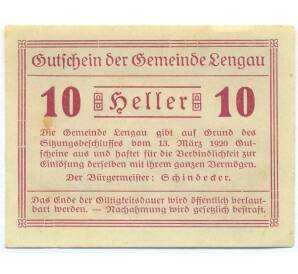 Gutschein der Gemeinde Lengau
10 Heller 10
Die Gemeinde Lengau gibt auf Grund des
Sitzungsbeschlusses vom 13. März 1920 Gut-
scheine aus und haftet für die Verbindlichkeit zur
Einlösung derselben mit ihrem ganzen Vermögen.
Der Bürgermeister: Schindecker.
Das Ende der Giltigkeitsdauer wird öffentlich verlaut-
bart werden. — Nachahmung wird gesetzlich bestraft.